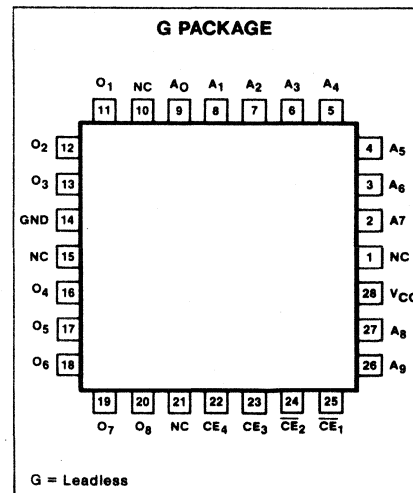 G PACKAGE
O1 NC A0 A1 A2 A3 A4
11 10 9 8 7 6 5
O2 12 4 A5
O3 13 3 A6
GND 14 2 A7
NC 15 1 NC
O4 16 28 VCC
O5 17 27 A8
O6 18 26 A9
19 20 21 22 23 24 25
O7 O8 NC CE4 CE3 C̅E̅2 C̅E̅1
G = Leadless